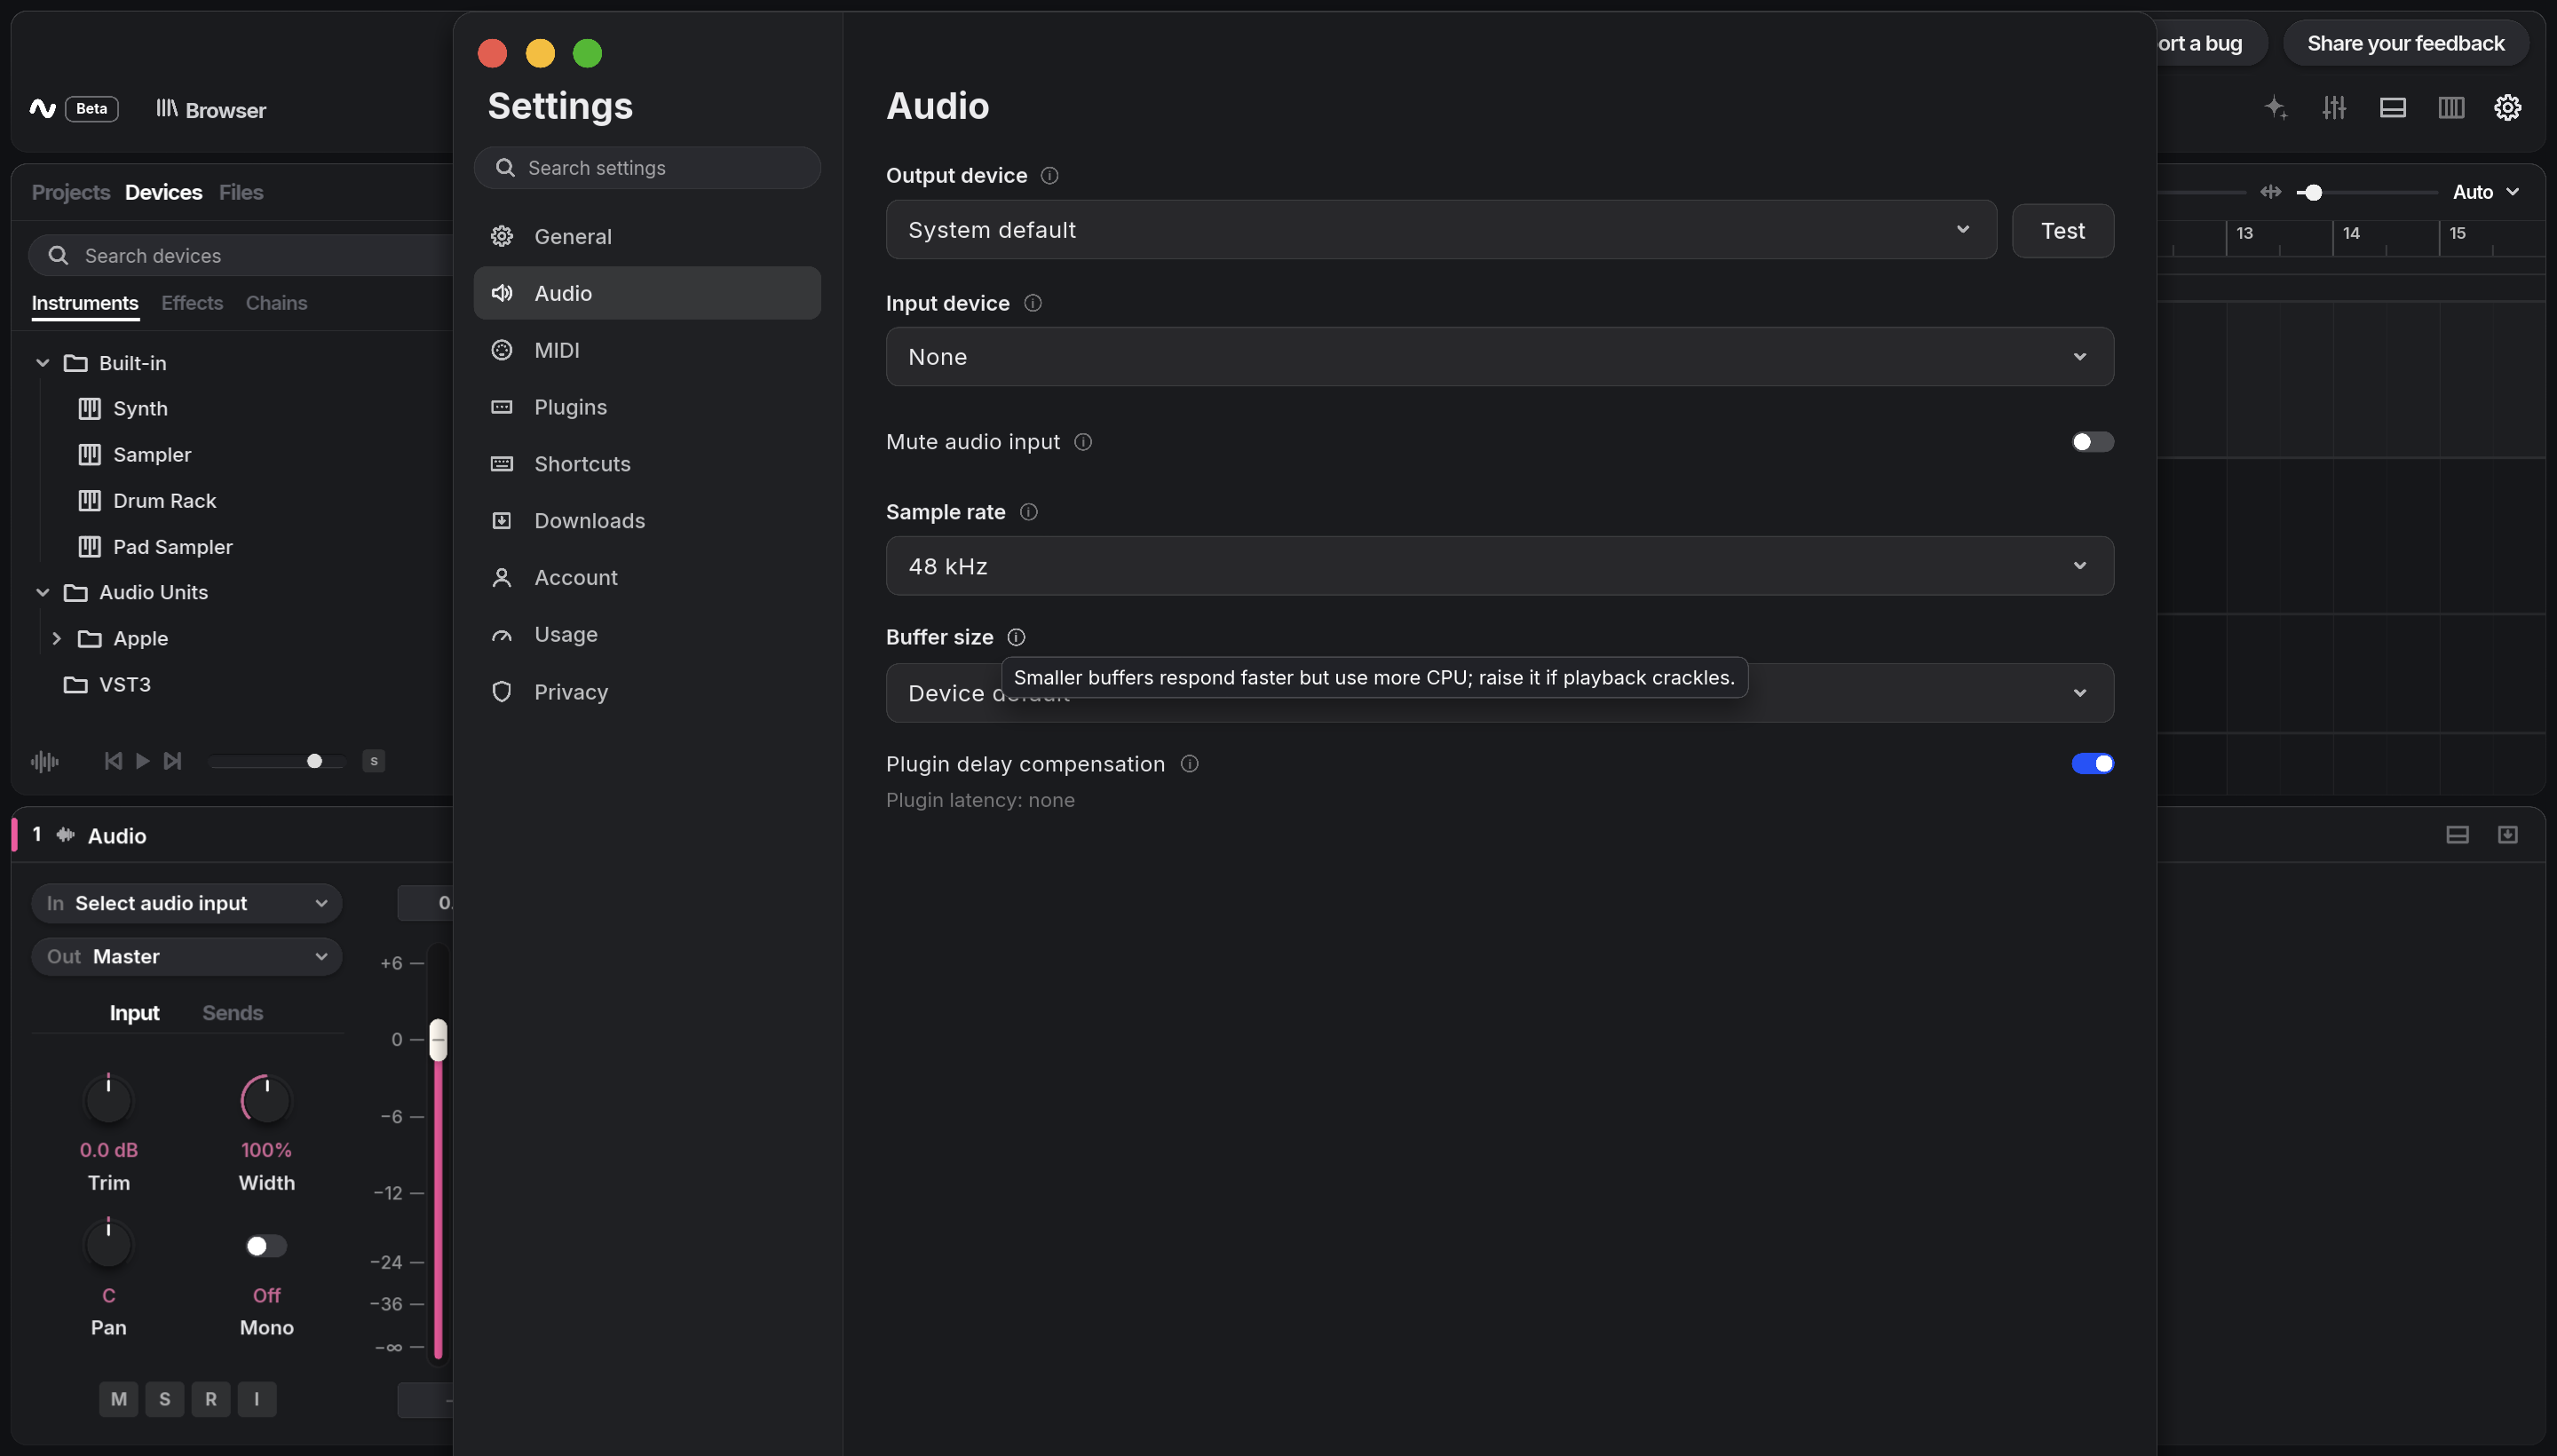 ort a bug
Share your feedback
Beta
Browser
Projects Devices Files
Search devices
Instruments Effects Chains
Built-in
Synth
Sampler
Drum Rack
Pad Sampler
Audio Units
Apple
VST3
S
Settings
Search settings
General
Audio
MIDI
Plugins
Shortcuts
Downloads
Account
Usage
Privacy
Audio
Output device
System default
Test
Input device
None
Mute audio input
Sample rate
48 kHz
Buffer size
Smaller buffers respond faster but use more CPU; raise it if playback crackles.
Device default
Plugin delay compensation
Plugin latency: none
Auto
13 14 15
1 Audio
In Select audio input
Out Master
Input Sends
0.0 dB
Trim
100%
Width
C
Pan
Off
Mono
M S R I
0.
+6
0
−6
−12
−24
−36
−∞